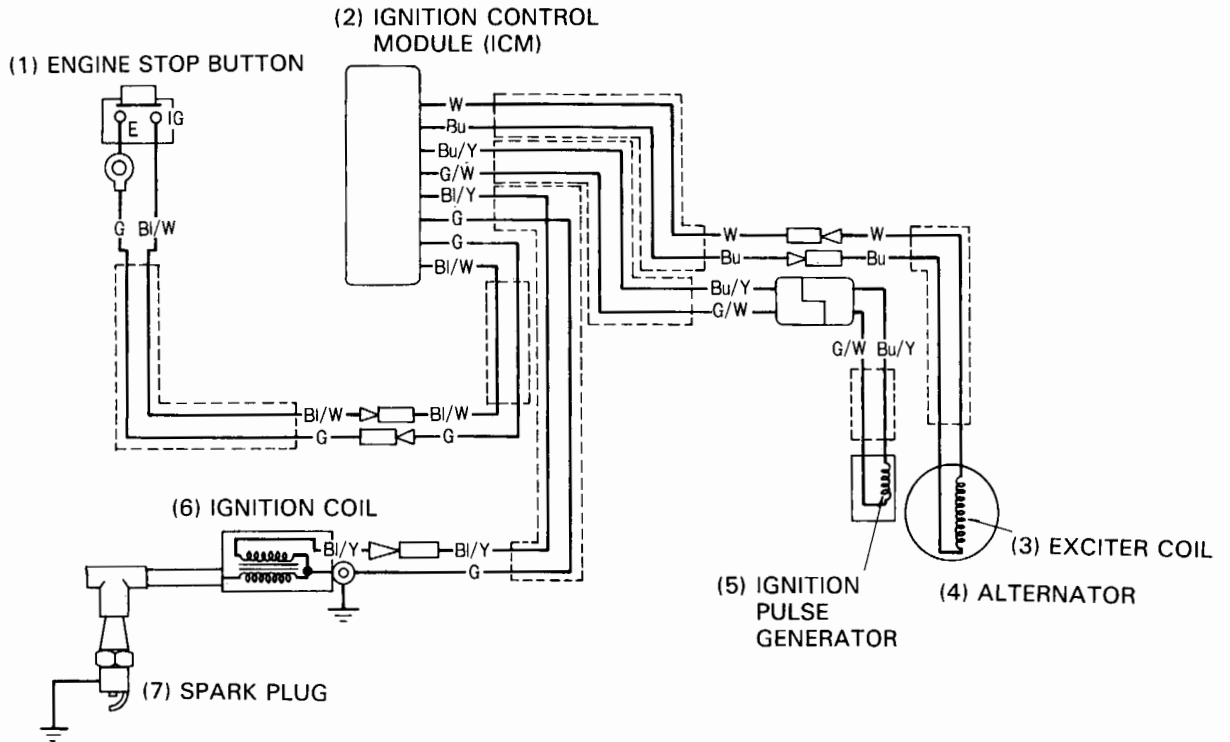 (2) IGNITION CONTROL
MODULE (ICM)
(1) ENGINE STOP BUTTON
E
IG
W
Bu
Bu/Y
G/W
Bl/Y
G
G
Bl/W
G
Bl/W
W
W
Bu
Bu
Bu/Y
G/W
G/W
Bu/Y
Bl/W
Bl/W
G
G
(6) IGNITION COIL
Bl/Y
Bl/Y
G
(3) EXCITER COIL
(4) ALTERNATOR
(5) IGNITION
PULSE
GENERATOR
(7) SPARK PLUG